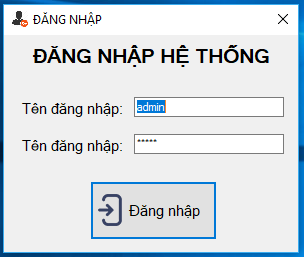 ĐĂNG NHẬP
ĐĂNG NHẬP HỆ THỐNG
Tên đăng nhập: admin
Tên đăng nhập: *****
Đăng nhập